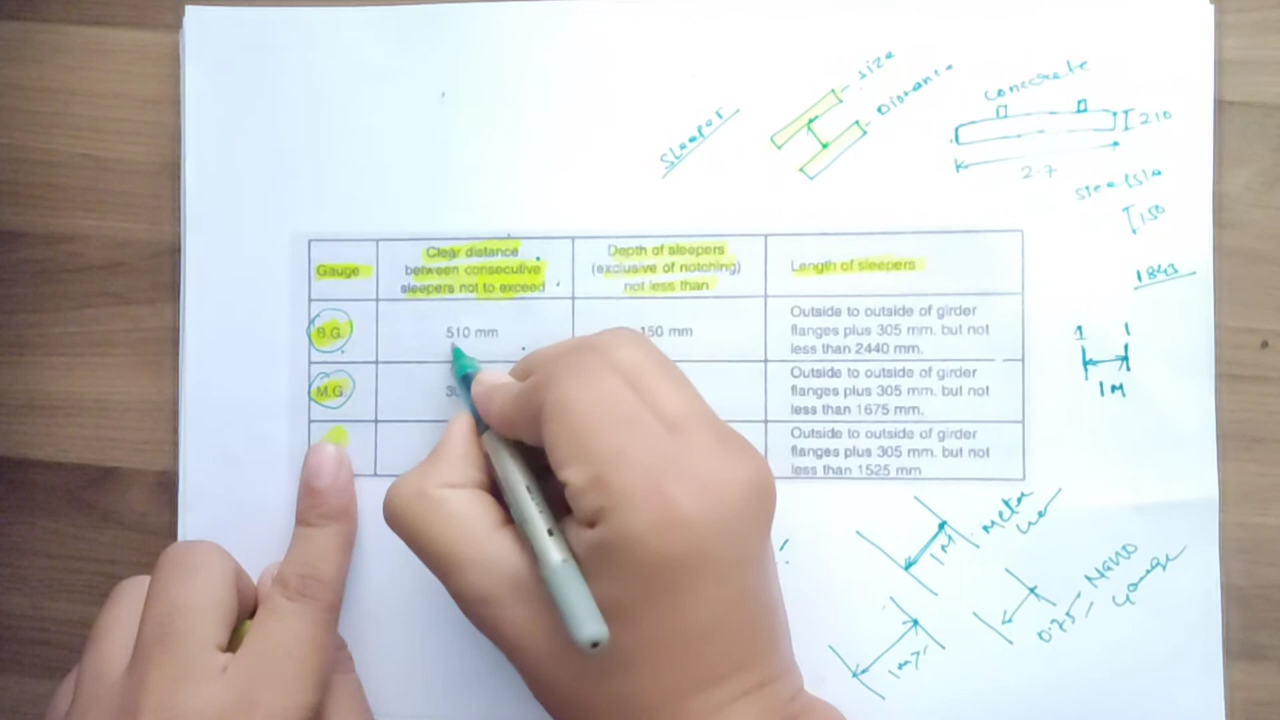 size
Distance
Sleeper
concrete
210
2.7
150
1843
Gauge
Clear distance
between consecutive
sleepers not to exceed
Depth of sleepers
(exclusive of notching)
not less than
Length of sleepers
B.G.
510 mm
150 mm
Outside to outside of girder
flanges plus 305 mm. but not
less than 2440 mm.
M.G.
Outside to outside of girder
flanges plus 305 mm. but not
less than 1675 mm.
Outside to outside of girder
flanges plus 305 mm. but not
less than 1525 mm
1 1
1M
1M
0.75